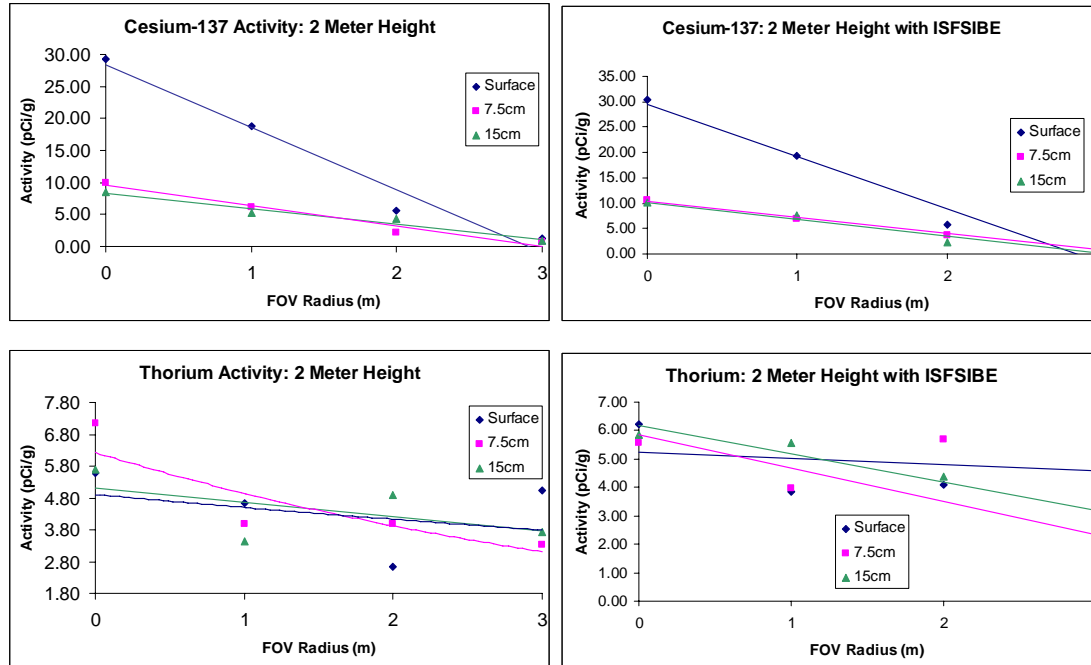 Cesium-137 Activity: 2 Meter Height
30.00
25.00
20.00
15.00
10.00
5.00
0.00
Activity (pCi/g)
Surface
7.5cm
15cm
0 1 2 3
FOV Radius (m)
Cesium-137: 2 Meter Height with ISFSIBE
35.00
30.00
25.00
20.00
15.00
10.00
5.00
0.00
Activity (pCi/g)
Surface
7.5cm
15cm
0 1 2
FOV Radius (m)
Thorium Activity: 2 Meter Height
7.80
6.80
5.80
4.80
3.80
2.80
1.80
Activity (pCi/g)
Surface
7.5cm
15cm
0 1 2 3
FOV Radius (m)
Thorium: 2 Meter Height with ISFSIBE
7.00
6.00
5.00
4.00
3.00
2.00
1.00
0.00
Activity (pCi/g)
Surface
7.5cm
15cm
0 1 2
FOV Radius (m)